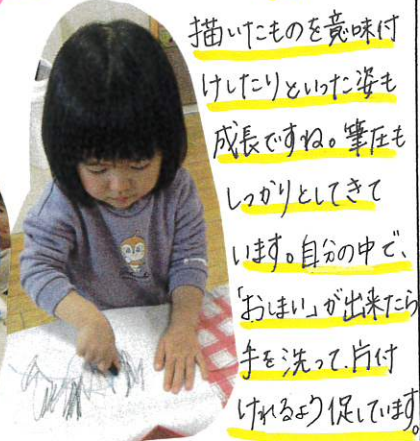 描いたものを意味付
けしたりといった姿も
成長ですね。筆圧も
しっかりとしてきて
います。自分の中で、
「おしまい」が出来たら
手を洗って、片付
けれるよう促しています。